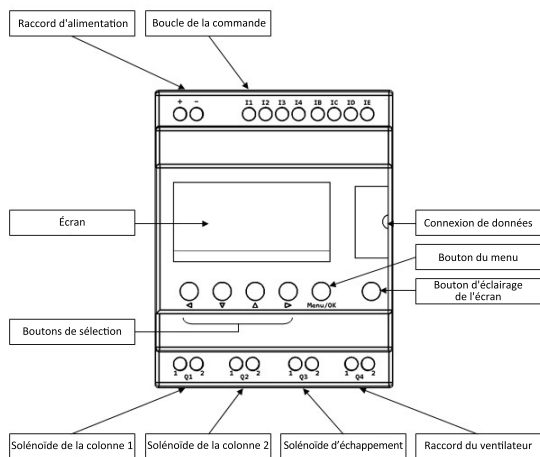 Raccord d'alimentation
Boucle de la commande
+ -
I1 I2 I3 I4 IB IC ID IE
Écran
Connexion de données
Bouton du menu
Bouton d'éclairage
de l'écran
Menu/OK
Boutons de sélection
1 2 1 2 1 2 1 2
Q1 Q2 Q3 Q4
Solénoïde de la colonne 1
Solénoïde de la colonne 2
Solénoïde d'échappement
Raccord du ventilateur